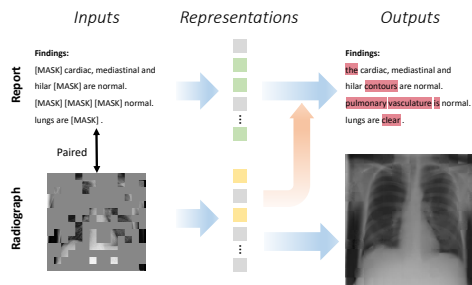 Inputs
Representations
Outputs
Report
Findings:
[MASK] cardiac, mediastinal and
hilar [MASK] are normal.
[MASK] [MASK] [MASK] normal.
lungs are [MASK] .
Findings:
the cardiac, mediastinal and
hilar contours are normal.
pulmonary vasculature is normal.
lungs are clear .
Paired
Radiograph